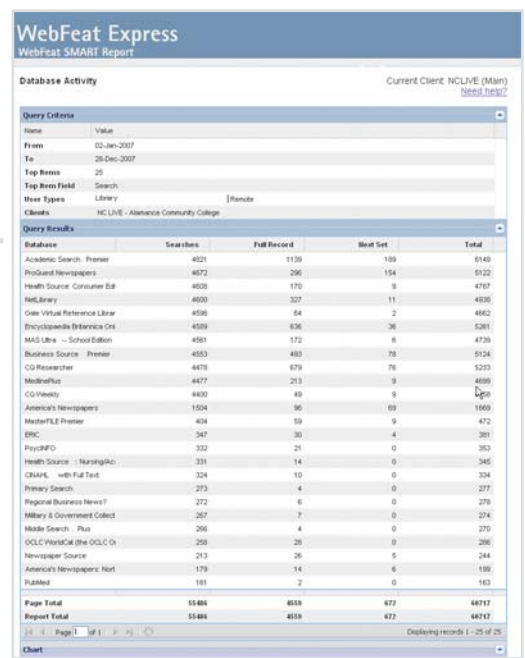 WebFeat Express
WebFeat SMART Report
Database Activity Current Client: NCLIVE (Main)
Need help?
Query Criteria
Name Value
From 02-Jan-2007
To 28-Dec-2007
Top Items 25
Top Item Field Search
User Types Library Remote
Clients NC LIVE - Alamance Community College
Query Results
Database Searches Full Record Next Set Total
Academic Search Premier 4821 1139 189 6149
ProQuest Newspapers 4672 296 154 5122
Health Source: Consumer Edi 4608 170 9 4787
NetLibrary 4600 327 11 4938
Gale Virtual Reference Librar 4596 64 2 4662
Encyclopaedia Britannica Onl 4589 636 36 5261
MAS Ultra -- School Edition 4561 172 6 4739
Business Source Premier 4553 493 78 5124
CQ Researcher 4478 679 76 5233
MedlinePlus 4477 213 9 4699
CQ Weekly 4400 49 9
America's Newspapers 1504 96 69 1669
MasterFILE Premier 404 59 9 472
ERIC 347 30 4 381
PsycINFO 332 21 0 353
Health Source : Nursing/Ac 331 14 0 345
CINAHL with Full Text 324 10 0 334
Primary Search 273 4 0 277
Regional Business News? 272 6 0 278
Military & Government Collect 267 7 0 274
Middle Search Plus 266 4 0 270
OCLC WorldCat (the OCLC O 258 28 0 286
Newspaper Source 213 26 5 244
America's Newspapers: Nort 179 14 6 199
PubMed 161 2 0 163
Page Total 55486 4559 672 60717
Report Total 55486 4559 672 60717
Page 1 of 1 Displaying records 1 - 25 of 25
Chart